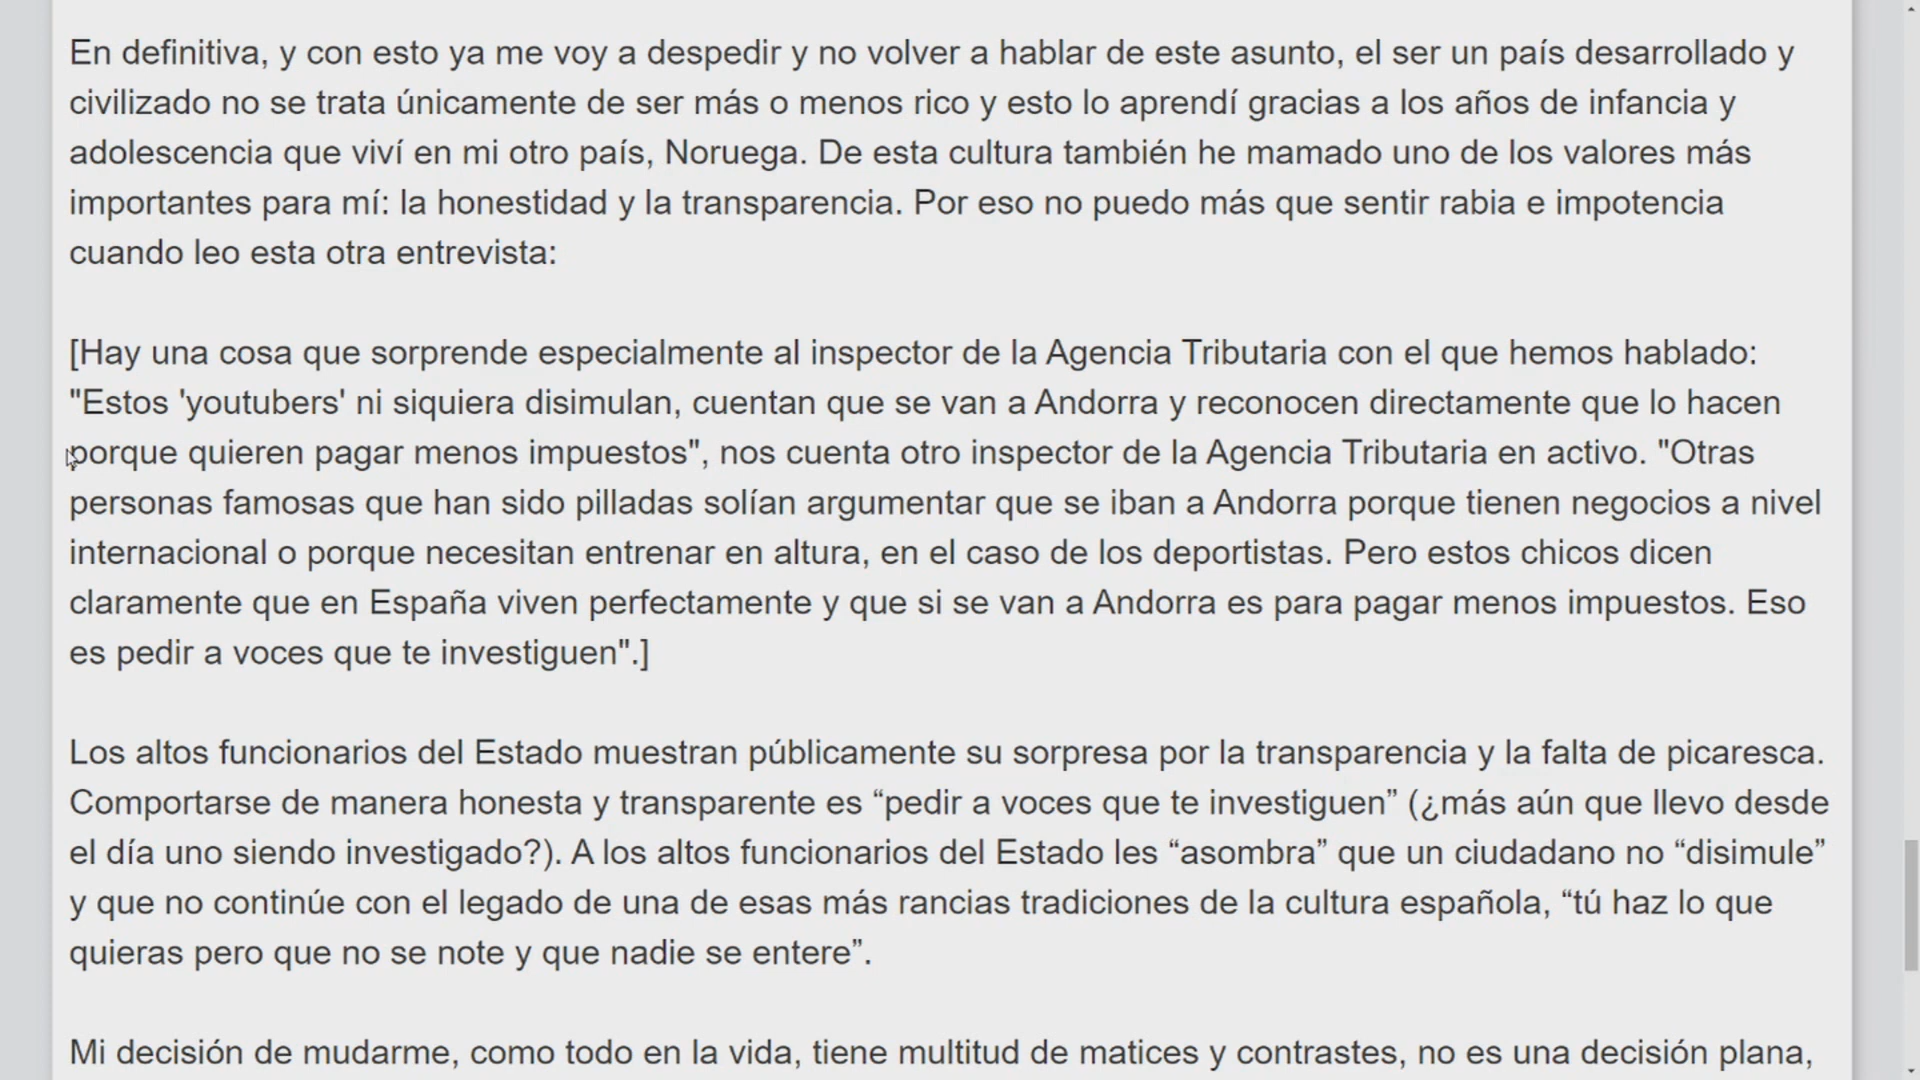 En definitiva, y con esto ya me voy a despedir y no volver a hablar de este asunto, el ser un país desarrollado y
civilizado no se trata únicamente de ser más o menos rico y esto lo aprendí gracias a los años de infancia y
adolescencia que viví en mi otro país, Noruega. De esta cultura también he mamado uno de los valores más
importantes para mí: la honestidad y la transparencia. Por eso no puedo más que sentir rabia e impotencia
cuando leo esta otra entrevista:
[Hay una cosa que sorprende especialmente al inspector de la Agencia Tributaria con el que hemos hablado:
"Estos 'youtubers' ni siquiera disimulan, cuentan que se van a Andorra y reconocen directamente que lo hacen
porque quieren pagar menos impuestos", nos cuenta otro inspector de la Agencia Tributaria en activo. "Otras
personas famosas que han sido pilladas solían argumentar que se iban a Andorra porque tienen negocios a nivel
internacional o porque necesitan entrenar en altura, en el caso de los deportistas. Pero estos chicos dicen
claramente que en España viven perfectamente y que si se van a Andorra es para pagar menos impuestos. Eso
es pedir a voces que te investiguen".]
Los altos funcionarios del Estado muestran públicamente su sorpresa por la transparencia y la falta de picaresca.
Comportarse de manera honesta y transparente es “pedir a voces que te investiguen” (¿más aún que llevo desde
el día uno siendo investigado?). A los altos funcionarios del Estado les “asombra” que un ciudadano no “disimule”
y que no continúe con el legado de una de esas más rancias tradiciones de la cultura española, “tú haz lo que
quieras pero que no se note y que nadie se entere”.
Mi decisión de mudarme, como todo en la vida, tiene multitud de matices y contrastes, no es una decisión plana,